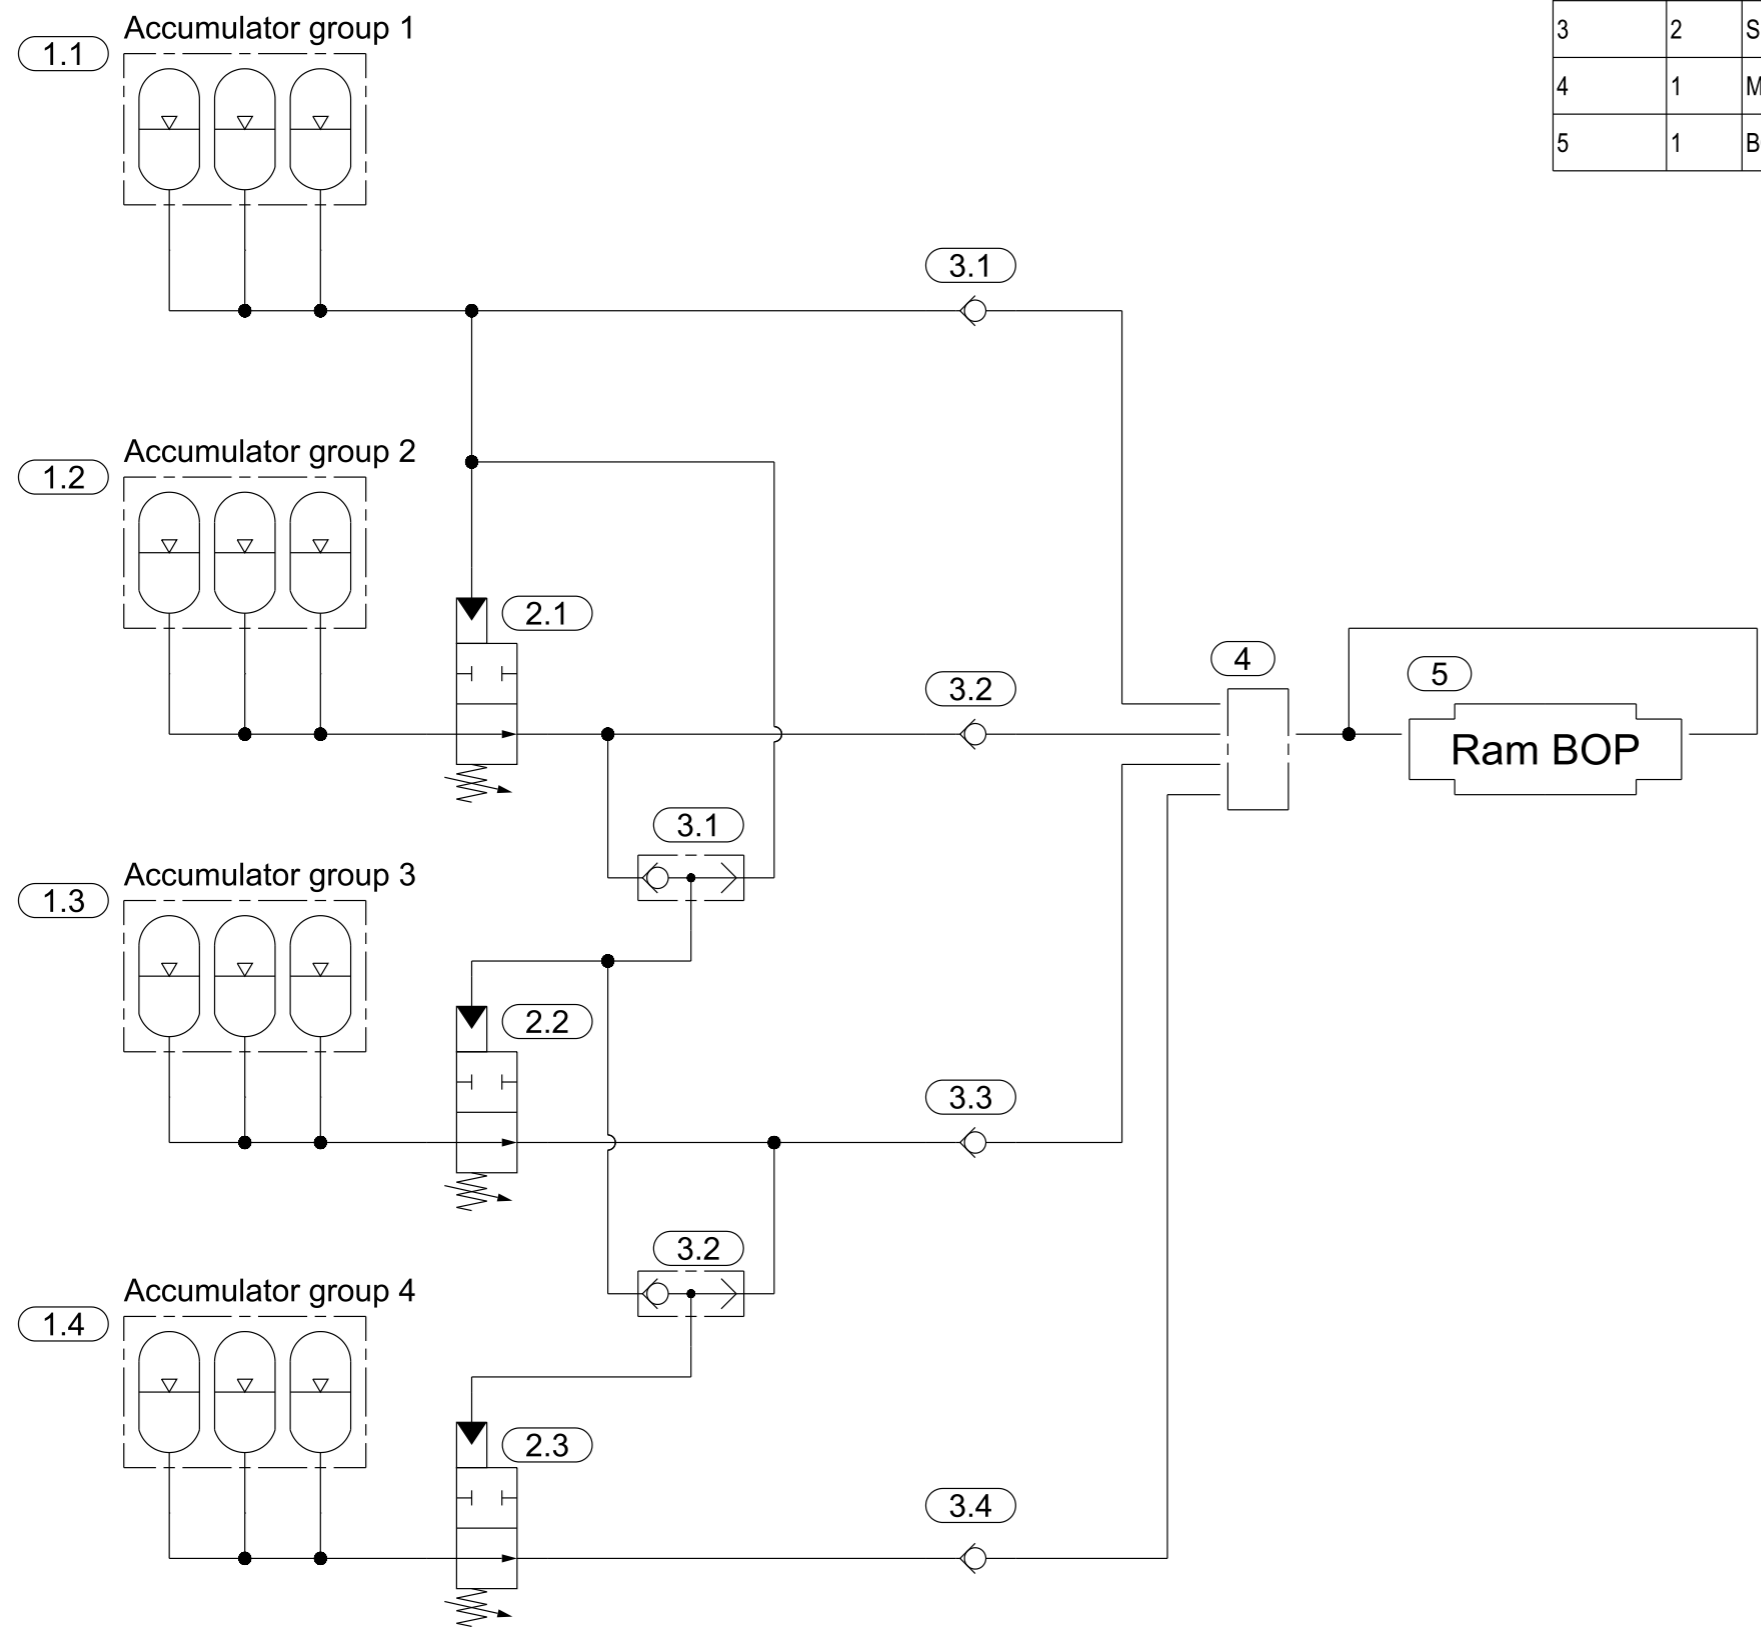 Accumulator group 1
1.1
3 2 S
4 1 M
5 1 B
3.1
Accumulator group 2
1.2
2.1
3.2
4
5
Ram BOP
3.1
Accumulator group 3
1.3
2.2
3.3
3.2
Accumulator group 4
1.4
2.3
3.4